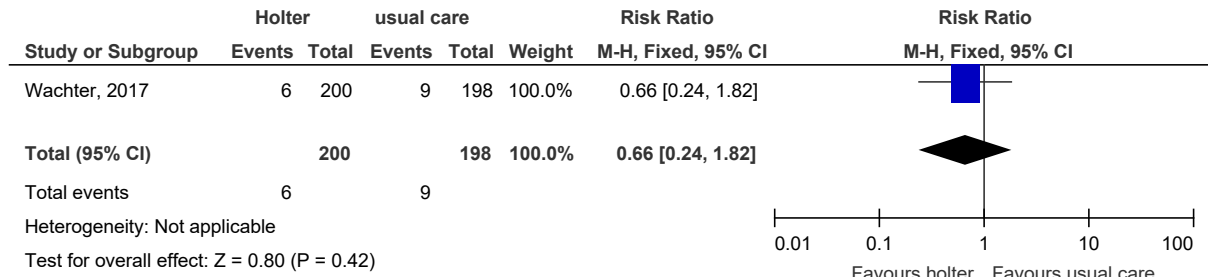 Holter usual care Risk Ratio Risk Ratio
Study or Subgroup Events Total Events Total Weight M-H, Fixed, 95% CI M-H, Fixed, 95% CI
Wachter, 2017 6 200 9 198 100.0% 0.66 [0.24, 1.82]
Total (95% CI) 200 198 100.0% 0.66 [0.24, 1.82]
Total events 6 9
Heterogeneity: Not applicable
Test for overall effect: Z = 0.80 (P = 0.42)
0.01 0.1 1 10 100
Favours holter Favours usual care